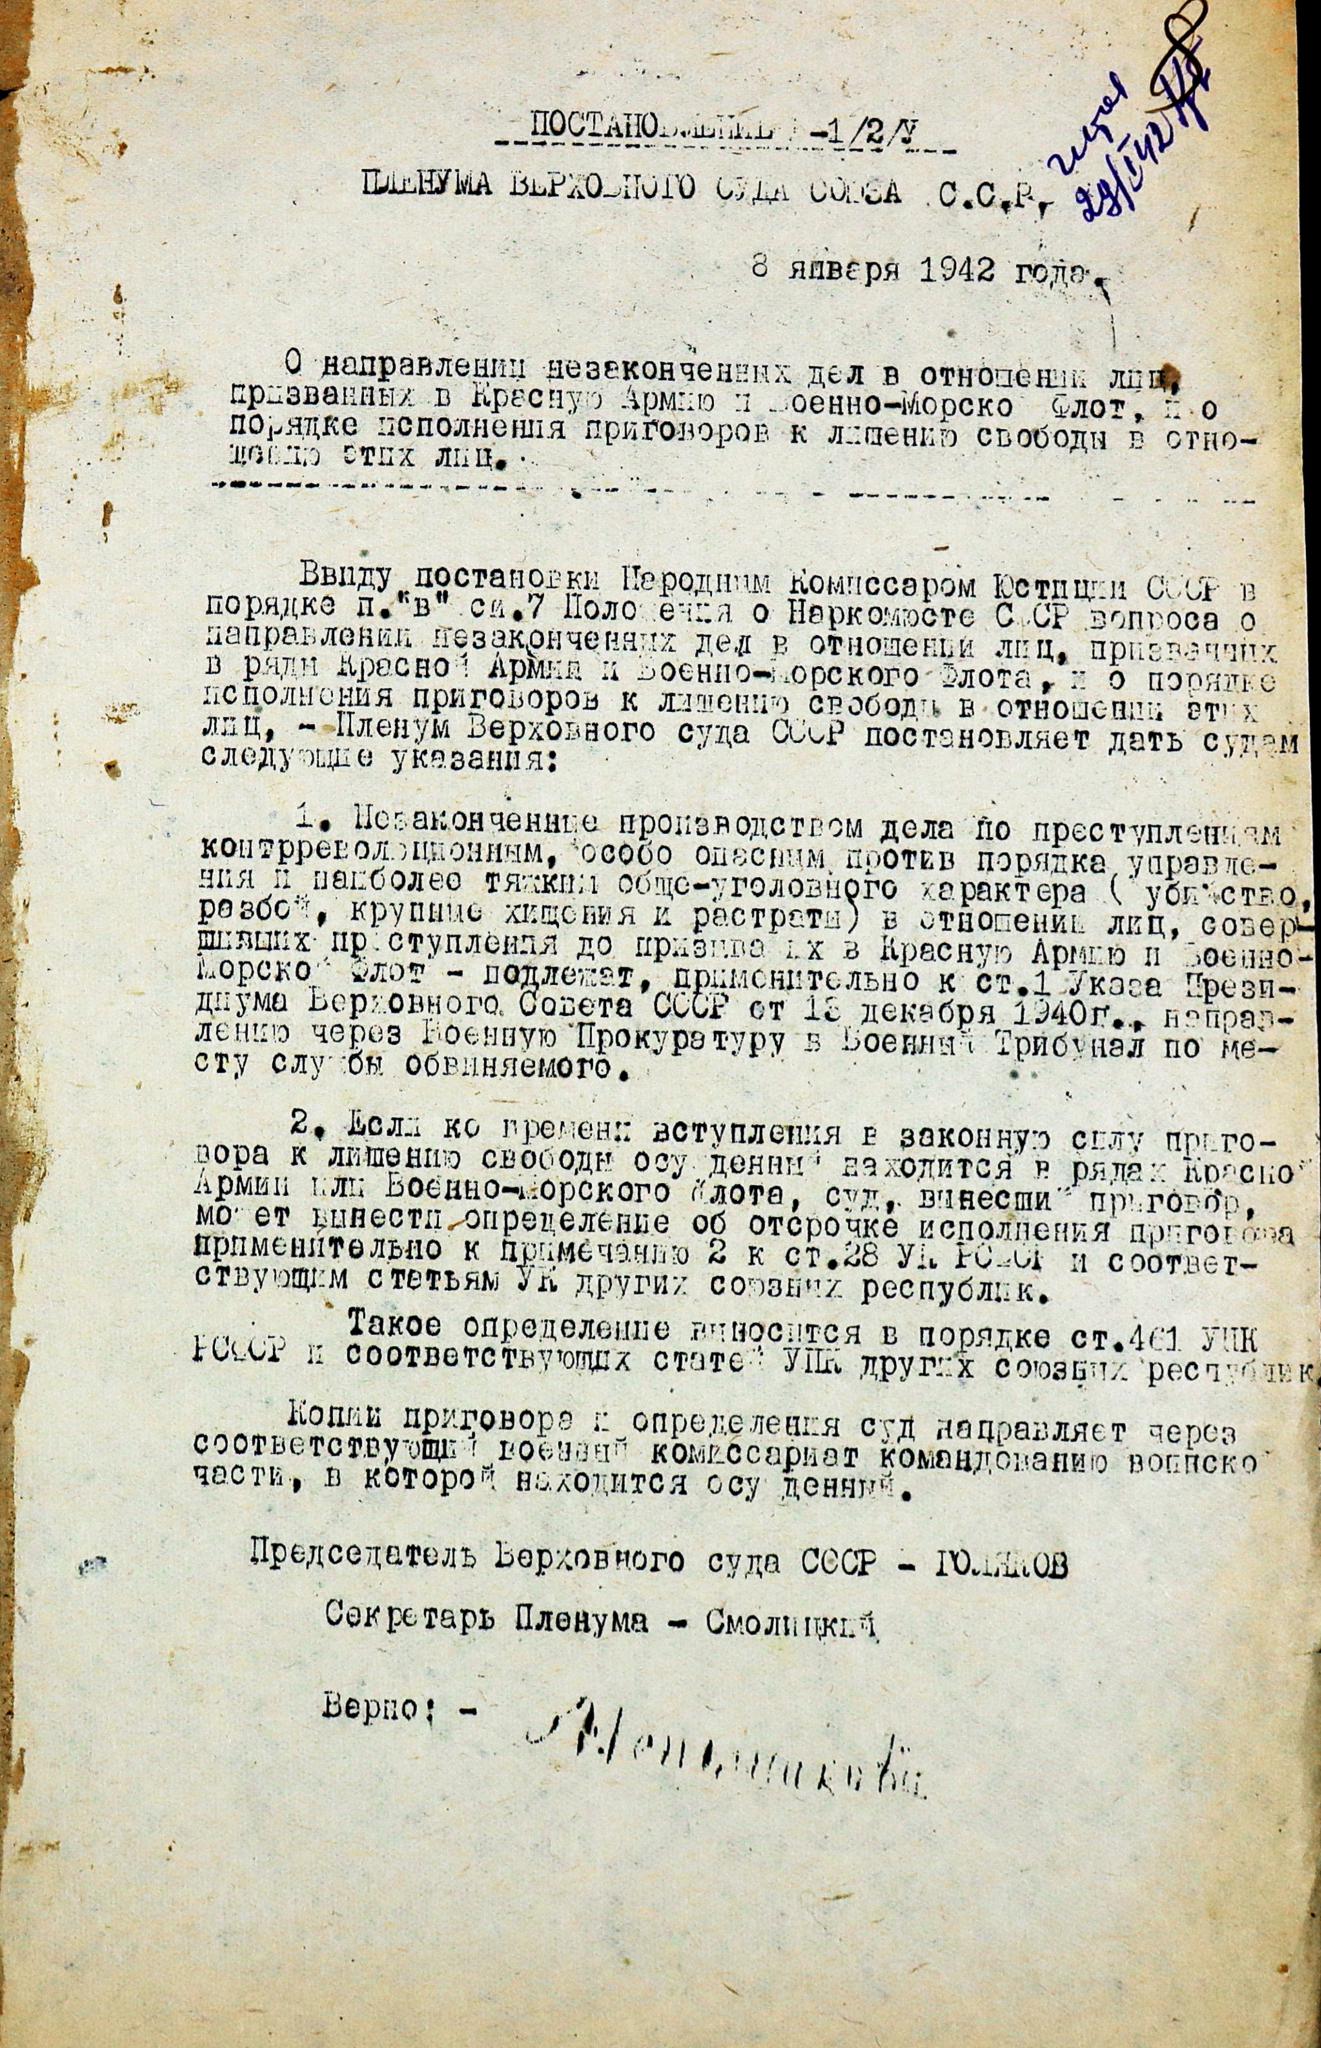 ПОСТАНОВЛЕНИЕ -1/2/У
ПЛЕНУМА ВЕРХОВНОГО СУДА СОЮЗА С.С.Р.
8 января 1942 года.
О направлении незаконченных дел в отношении лиц,
призванных в Красную Армию и Военно-Морской Флот, и о
порядке исполнения приговоров к лишению свободы в отно-
шению этих лиц.
Ввиду постановки Народным Комиссаром Юстиции СССР в
порядке п."в" ст.7 Положения о Наркомюсте СССР вопроса о
направлении незаконченных дел в отношении лиц, призванных
в ряды Красной Армии и Военно-Морского Флота, и о порядке
исполнения приговоров к лишению свободы в отношении этих
лиц, - Пленум Верховного суда СССР постановляет дать судам
следующие указания:
1. Незаконченные производством дела по преступлениям
контрреволюционным, особо опасным против порядка управле-
ния и наиболее тяжким обще-уголовного характера ( убийство,
разбой, крупные хищения и растраты) в отношении лиц, совер-
шивших преступления до призыва их в Красную Армию и Военно-
Морской Флот - подлежат, применительно к ст.1 Указа Прези-
диума Верховного Совета СССР от 13 декабря 1940г., направ-
лению через Военную Прокуратуру в Военный Трибунал по ме-
сту службы обвиняемого.
2. Если ко времени вступления в законную силу приго-
вора к лишению свободы осужденный находится в рядах Красной
Армии или Военно-Морского Флота, суд, вынесший приговор,
может вынести определение об отсрочке исполнения приговора
применительно к примечанию 2 к ст.28 УК РСФСР и соответ-
ствующим статьям УК других союзных республик.
Такое определение выносится в порядке ст.461 УПК
РСФСР и соответствующих статей УПК других союзных республик.
Копии приговора и определения суд направляет через
соответствующий военный комиссариат командованию воинской
части, в которой находится осужденный.
Председатель Верховного суда СССР - ГОЛЯКОВ
Секретарь Пленума - Смолицкий
Верно: -